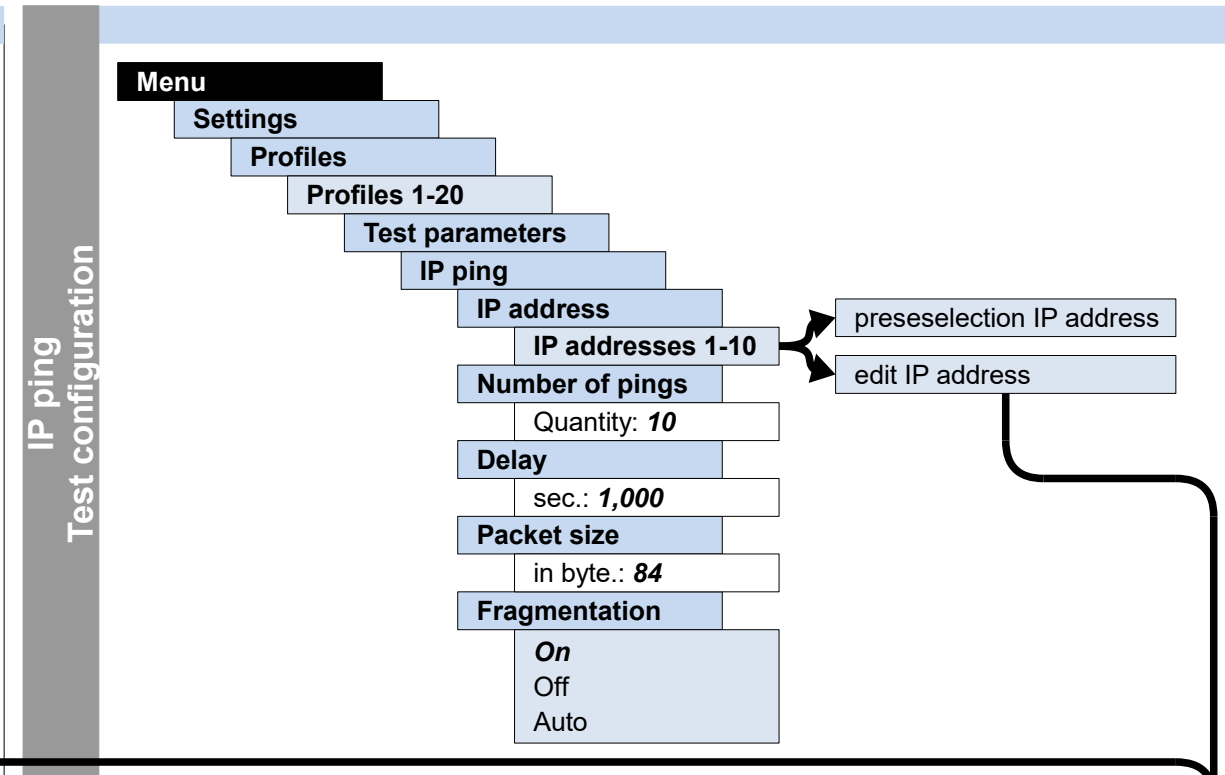 IP ping
Test configuration
Menu
Settings
Profiles
Profiles 1-20
Test parameters
IP ping
IP address
IP addresses 1-10
preseselection IP address
edit IP address
Number of pings
Quantity: 10
Delay
sec.: 1,000
Packet size
in byte.: 84
Fragmentation
On
Off
Auto